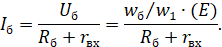 I_б = U_б / (R_б + r_вх) = w_б/w_1 · (E) / (R_б + r_вх).